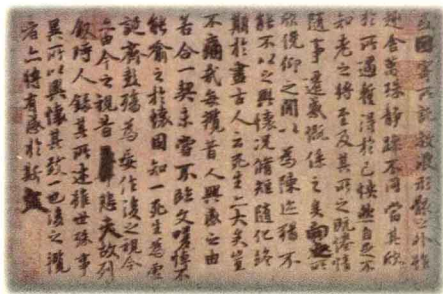 因寄所託放浪形骸之外雖
趣舍萬殊静躁不同當其欣
於所遇暫得於己怏然自足不
知老之將至及其所之既惓情
隨事遷感慨係之矣向之所
欣俛仰之閒以為陳迹猶不
能不以之興懷況脩短隨化終
期於盡古人云死生亦大矣豈
不痛哉每攬昔人興感之由
若合一契未嘗不臨文嗟悼不
能喻之於懷固知一死生為虛
誕齊彭殤為妄作後之視今
亦由今之視昔悲夫故列
敘時人錄其所述雖世殊事
異所以興懷其致一也後之攬
者亦將有感於斯文